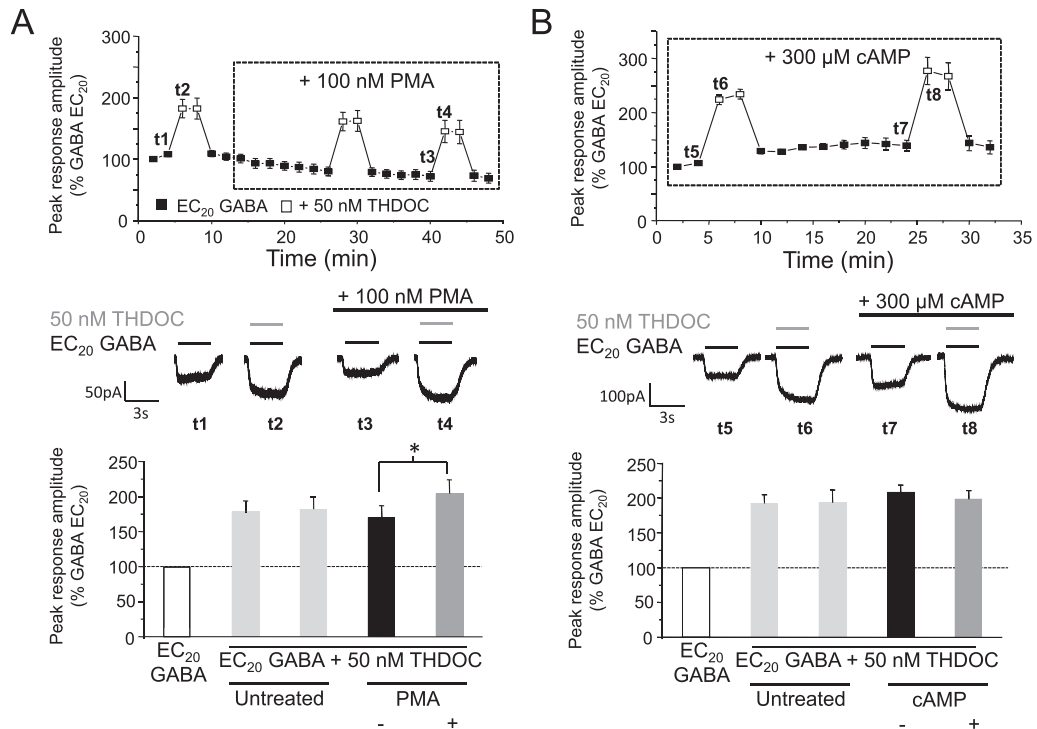 A
Peak response amplitude
(% GABA EC20)
300
200
100
0
+ 100 nM PMA
t1
t2
t3
t4
EC20 GABA + 50 nM THDOC
0 10 20 30 40 50
Time (min)
+ 100 nM PMA
50 nM THDOC
EC20 GABA
50pA
3s
t1 t2 t3 t4
Peak response amplitude
(% GABA EC20)
250
200
150
100
50
0
*
EC20
GABA
EC20 GABA + 50 nM THDOC
Untreated PMA
- +
B
Peak response amplitude
(% GABA EC20)
300
200
100
0
+ 300 µM cAMP
t5
t6
t7
t8
0 5 10 15 20 25 30 35
Time (min)
+ 300 µM cAMP
50 nM THDOC
EC20 GABA
100pA
3s
t5 t6 t7 t8
Peak response amplitude
(% GABA EC20)
250
200
150
100
50
0
EC20
GABA
EC20 GABA + 50 nM THDOC
Untreated cAMP
- +